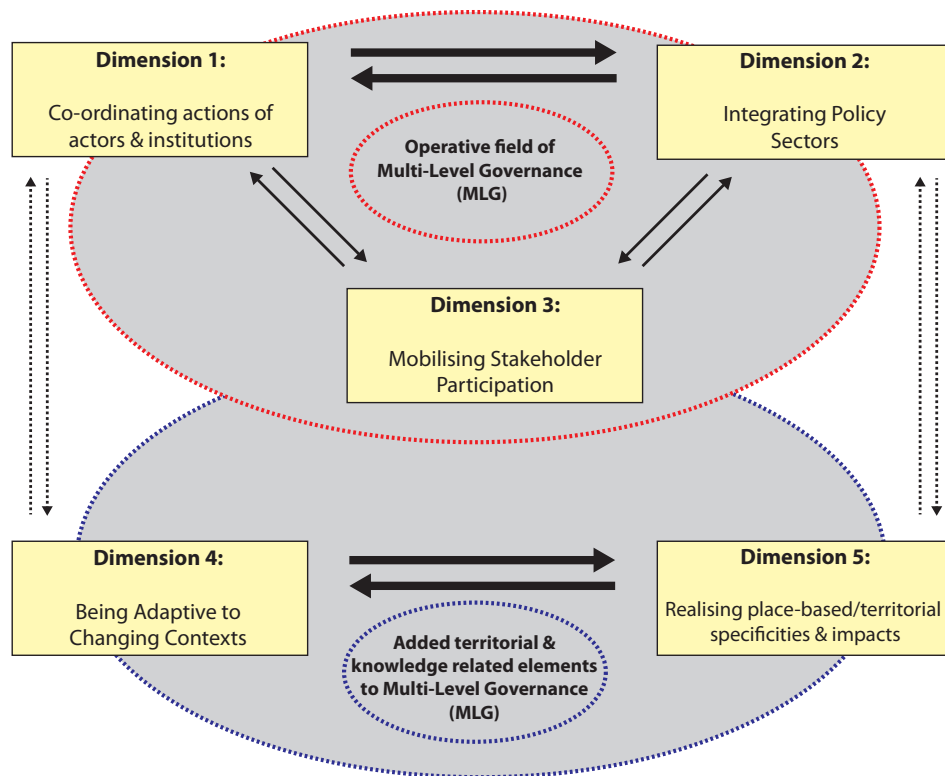 Dimension 1:
Co-ordinating actions of
actors & institutions
Dimension 2:
Integrating Policy
Sectors
Operative field of
Multi-Level Governance
(MLG)
Dimension 3:
Mobilising Stakeholder
Participation
Dimension 4:
Being Adaptive to
Changing Contexts
Dimension 5:
Realising place-based/territorial
specificities & impacts
Added territorial &
knowledge related elements
to Multi-Level Governance
(MLG)